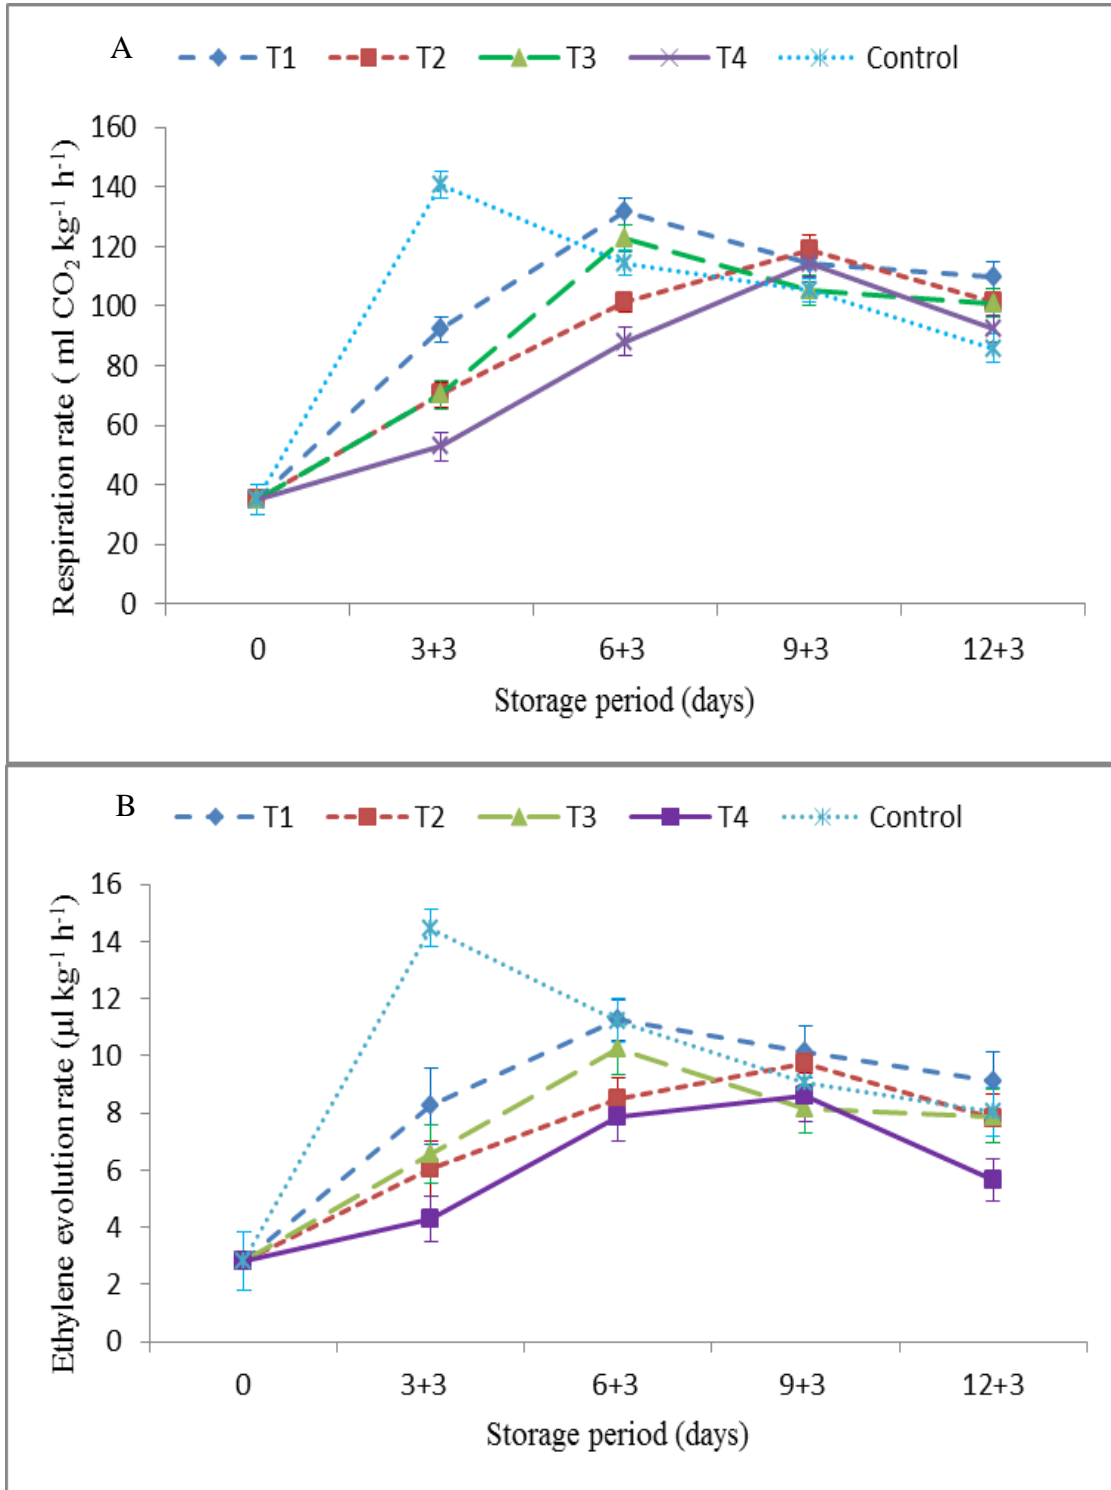 A
T1 T2 T3 T4 Control
Respiration rate ( ml CO₂ kg⁻¹ h⁻¹)
160
140
120
100
80
60
40
20
0
0 3+3 6+3 9+3 12+3
Storage period (days)
B
T1 T2 T3 T4 Control
Ethylene evolution rate (µl kg⁻¹ h⁻¹)
16
14
12
10
8
6
4
2
0
0 3+3 6+3 9+3 12+3
Storage period (days)